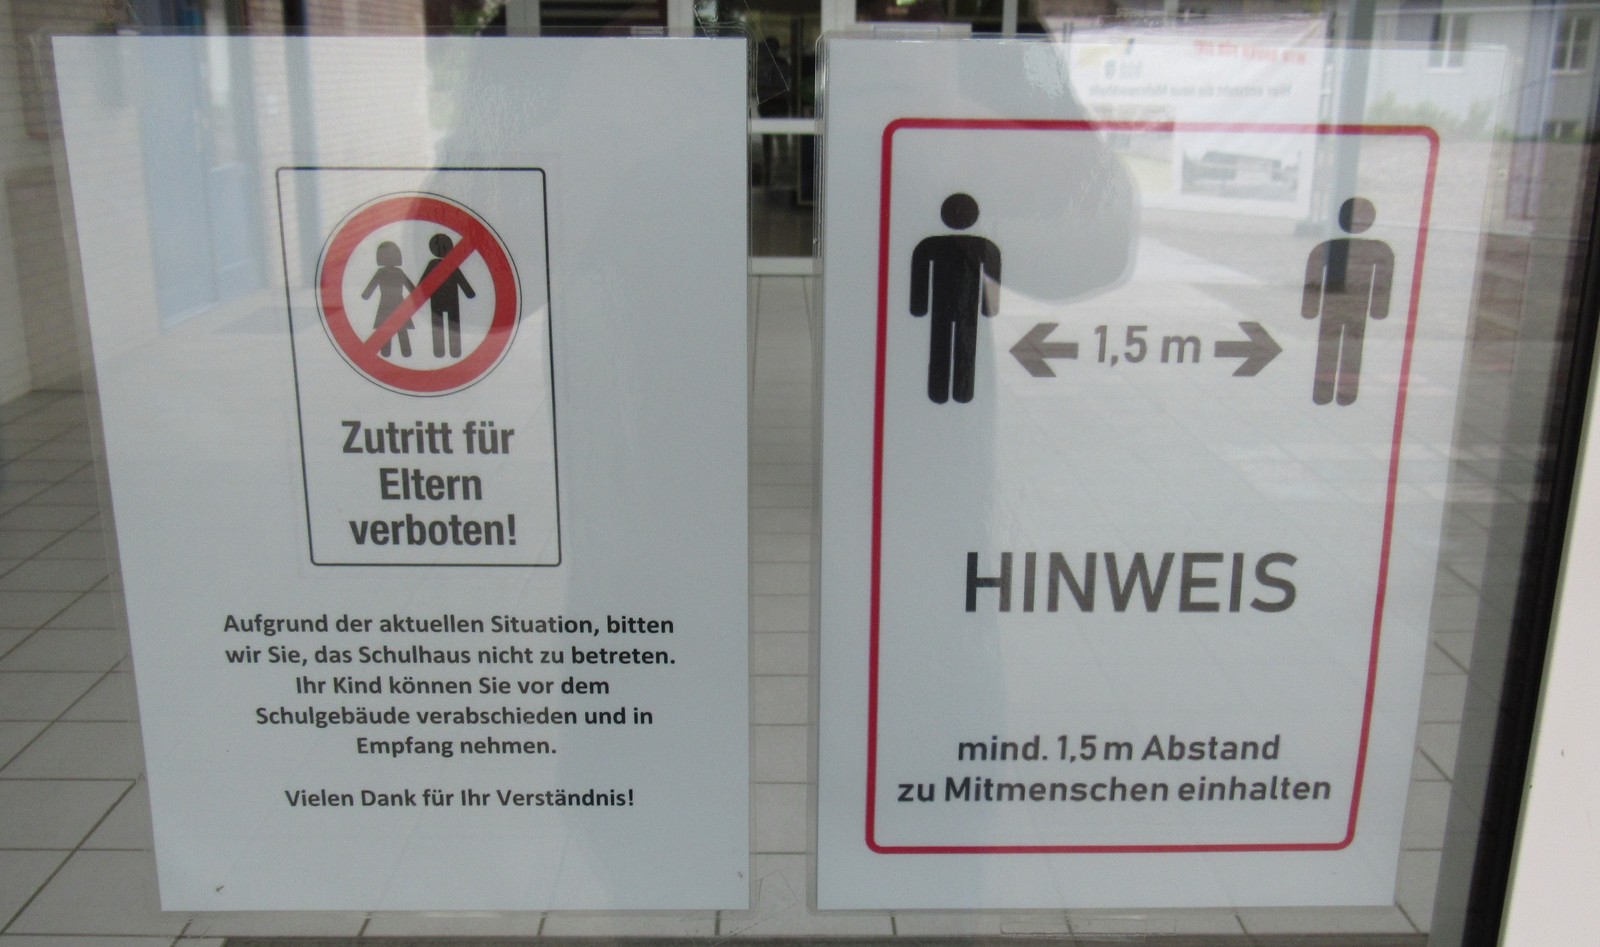 Zutritt für
Eltern
verboten!
Aufgrund der aktuellen Situation, bitten
wir Sie, das Schulhaus nicht zu betreten.
Ihr Kind können Sie vor dem
Schulgebäude verabschieden und in
Empfang nehmen.
Vielen Dank für Ihr Verständnis!
1,5 m
HINWEIS
mind. 1,5 m Abstand
zu Mitmenschen einhalten